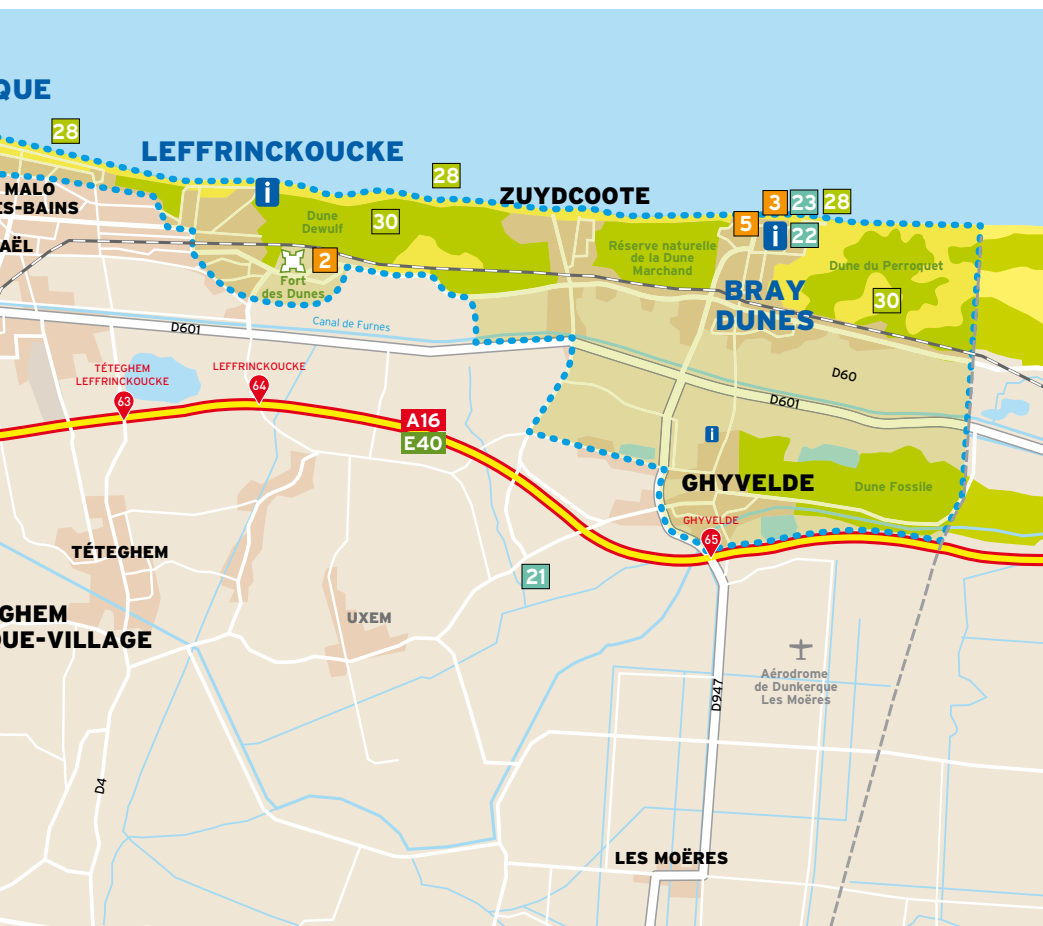 QUE
28
LEFFRINCKOUCKE
i
28
ZUYDCOOTE
3 23 28
5
i 22
MALO
ES-BAINS
AËL
Dune
Dewulf
30
2
Fort
des Dunes
Réserve naturelle
de la Dune
Marchand
Dune du Perroquet
30
BRAY
DUNES
D601
Canal de Furnes
TÉTEGHEM
LEFFRINCKOUCKE
63
LEFFRINCKOUCKE
64
A16
E40
D60
D601
i
GHYVELDE
Dune Fossile
GHYVELDE
65
TÉTEGHEM
21
GHEM
QUE-VILLAGE
UXEM
Aérodrome
de Dunkerque
Les Moëres
D947
D4
LES MOËRES